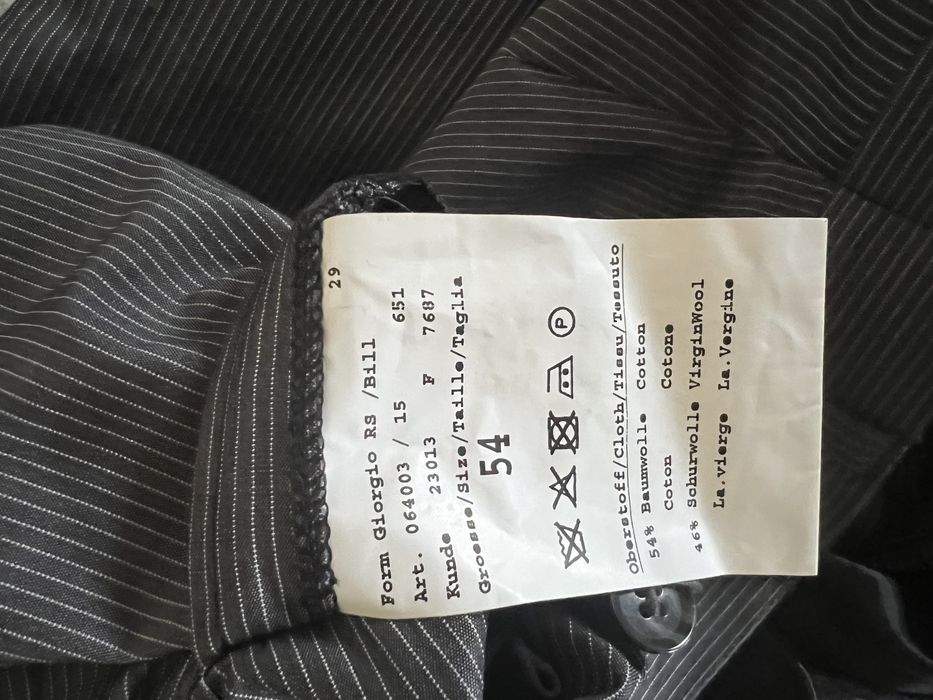 29
Form Giorgio RS /Bill
Art. 064003 / 15 651
Kunde 23013 F 7687
Groesse/Size/Taille/Taglia
54
P
Oberstoff/Cloth/Tissu/Tessuto
54% Baumwolle Cotton
Coton Cotone
46% Schurwolle VirginWool
La.vierge La.Vergine